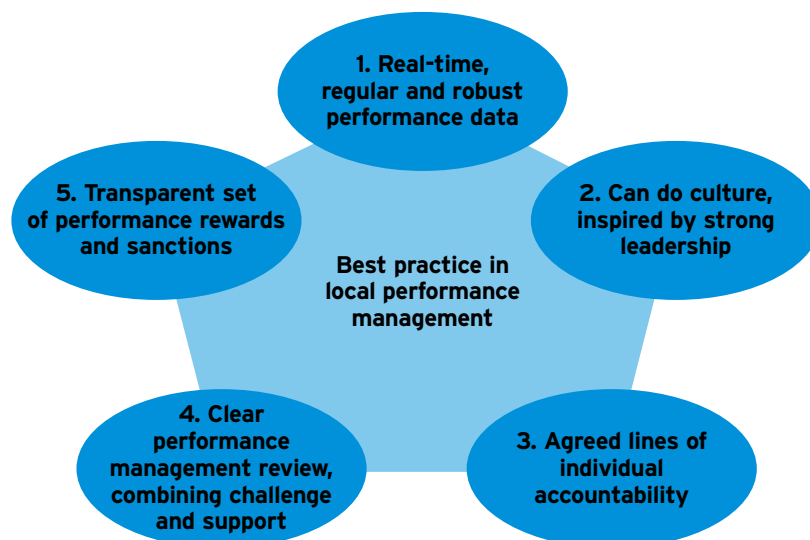 1. Real-time,
regular and robust
performance data
5. Transparent set
of performance rewards
and sanctions
2. Can do culture,
inspired by strong
leadership
Best practice in
local performance
management
4. Clear
performance
management review,
combining challenge
and support
3. Agreed lines of
individual
accountability